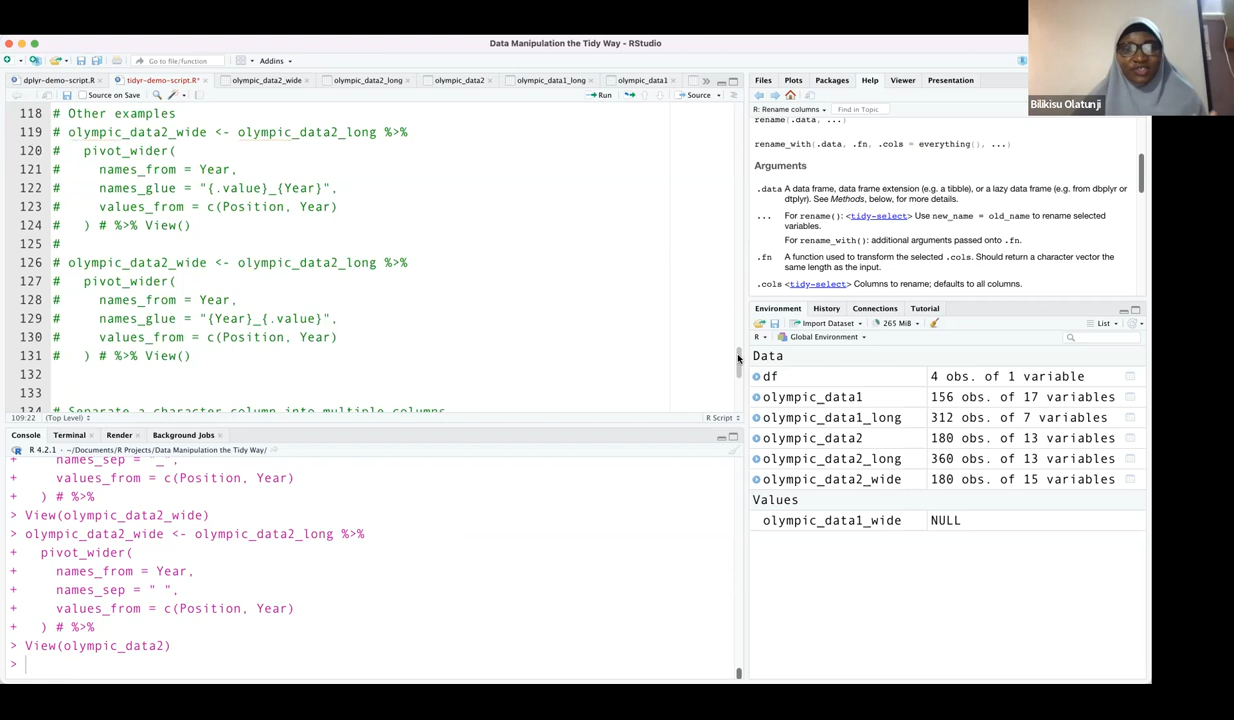 Data Manipulation the Tidy Way - RStudio
Go to file/function
Addins
dplyr-demo-script.R
tidyr-demo-script.R*
olympic_data2_wide
olympic_data2_long
olympic_data2
olympic_data1_long
olympic_data1
Source on Save
Run
Source
118 # Other examples
119 # olympic_data2_wide <- olympic_data2_long %>%
120 #   pivot_wider(
121 #     names_from = Year,
122 #     names_glue = "{.value}_{Year}",
123 #     values_from = c(Position, Year)
124 #   ) # %>% View()
125 #
126 # olympic_data2_wide <- olympic_data2_long %>%
127 #   pivot_wider(
128 #     names_from = Year,
129 #     names_glue = "{Year}_{.value}",
130 #     values_from = c(Position, Year)
131 #   ) # %>% View()
132
133
134 # Separate a character column into multiple columns
109:22 (Top Level)
R Script
Console Terminal Render Background Jobs
R 4.2.1 · ~/Documents/R Projects/Data Manipulation the Tidy Way/
+     names_sep = "_",
+     values_from = c(Position, Year)
+   ) # %>%
> View(olympic_data2_wide)
> olympic_data2_wide <- olympic_data2_long %>%
+   pivot_wider(
+     names_from = Year,
+     names_sep = " ",
+     values_from = c(Position, Year)
+   ) # %>%
> View(olympic_data2)
>
Files Plots Packages Help Viewer Presentation
R: Rename columns
Find in Topic
rename(.data, ...)
rename_with(.data, .fn, .cols = everything(), ...)
Arguments
.data A data frame, data frame extension (e.g. a tibble), or a lazy data frame (e.g. from dbplyr or
dtplyr). See Methods, below, for more details.
... For rename(): <tidy-select> Use new_name = old_name to rename selected
variables.
For rename_with(): additional arguments passed onto .fn.
.fn A function used to transform the selected .cols. Should return a character vector the
same length as the input.
.cols <tidy-select> Columns to rename; defaults to all columns.
Environment History Connections Tutorial
Import Dataset
265 MiB
List
R
Global Environment
Data
df 4 obs. of 1 variable
olympic_data1 156 obs. of 17 variables
olympic_data1_long 312 obs. of 7 variables
olympic_data2 180 obs. of 13 variables
olympic_data2_long 360 obs. of 13 variables
olympic_data2_wide 180 obs. of 15 variables
Values
olympic_data1_wide NULL
Bilikisu Olatunji